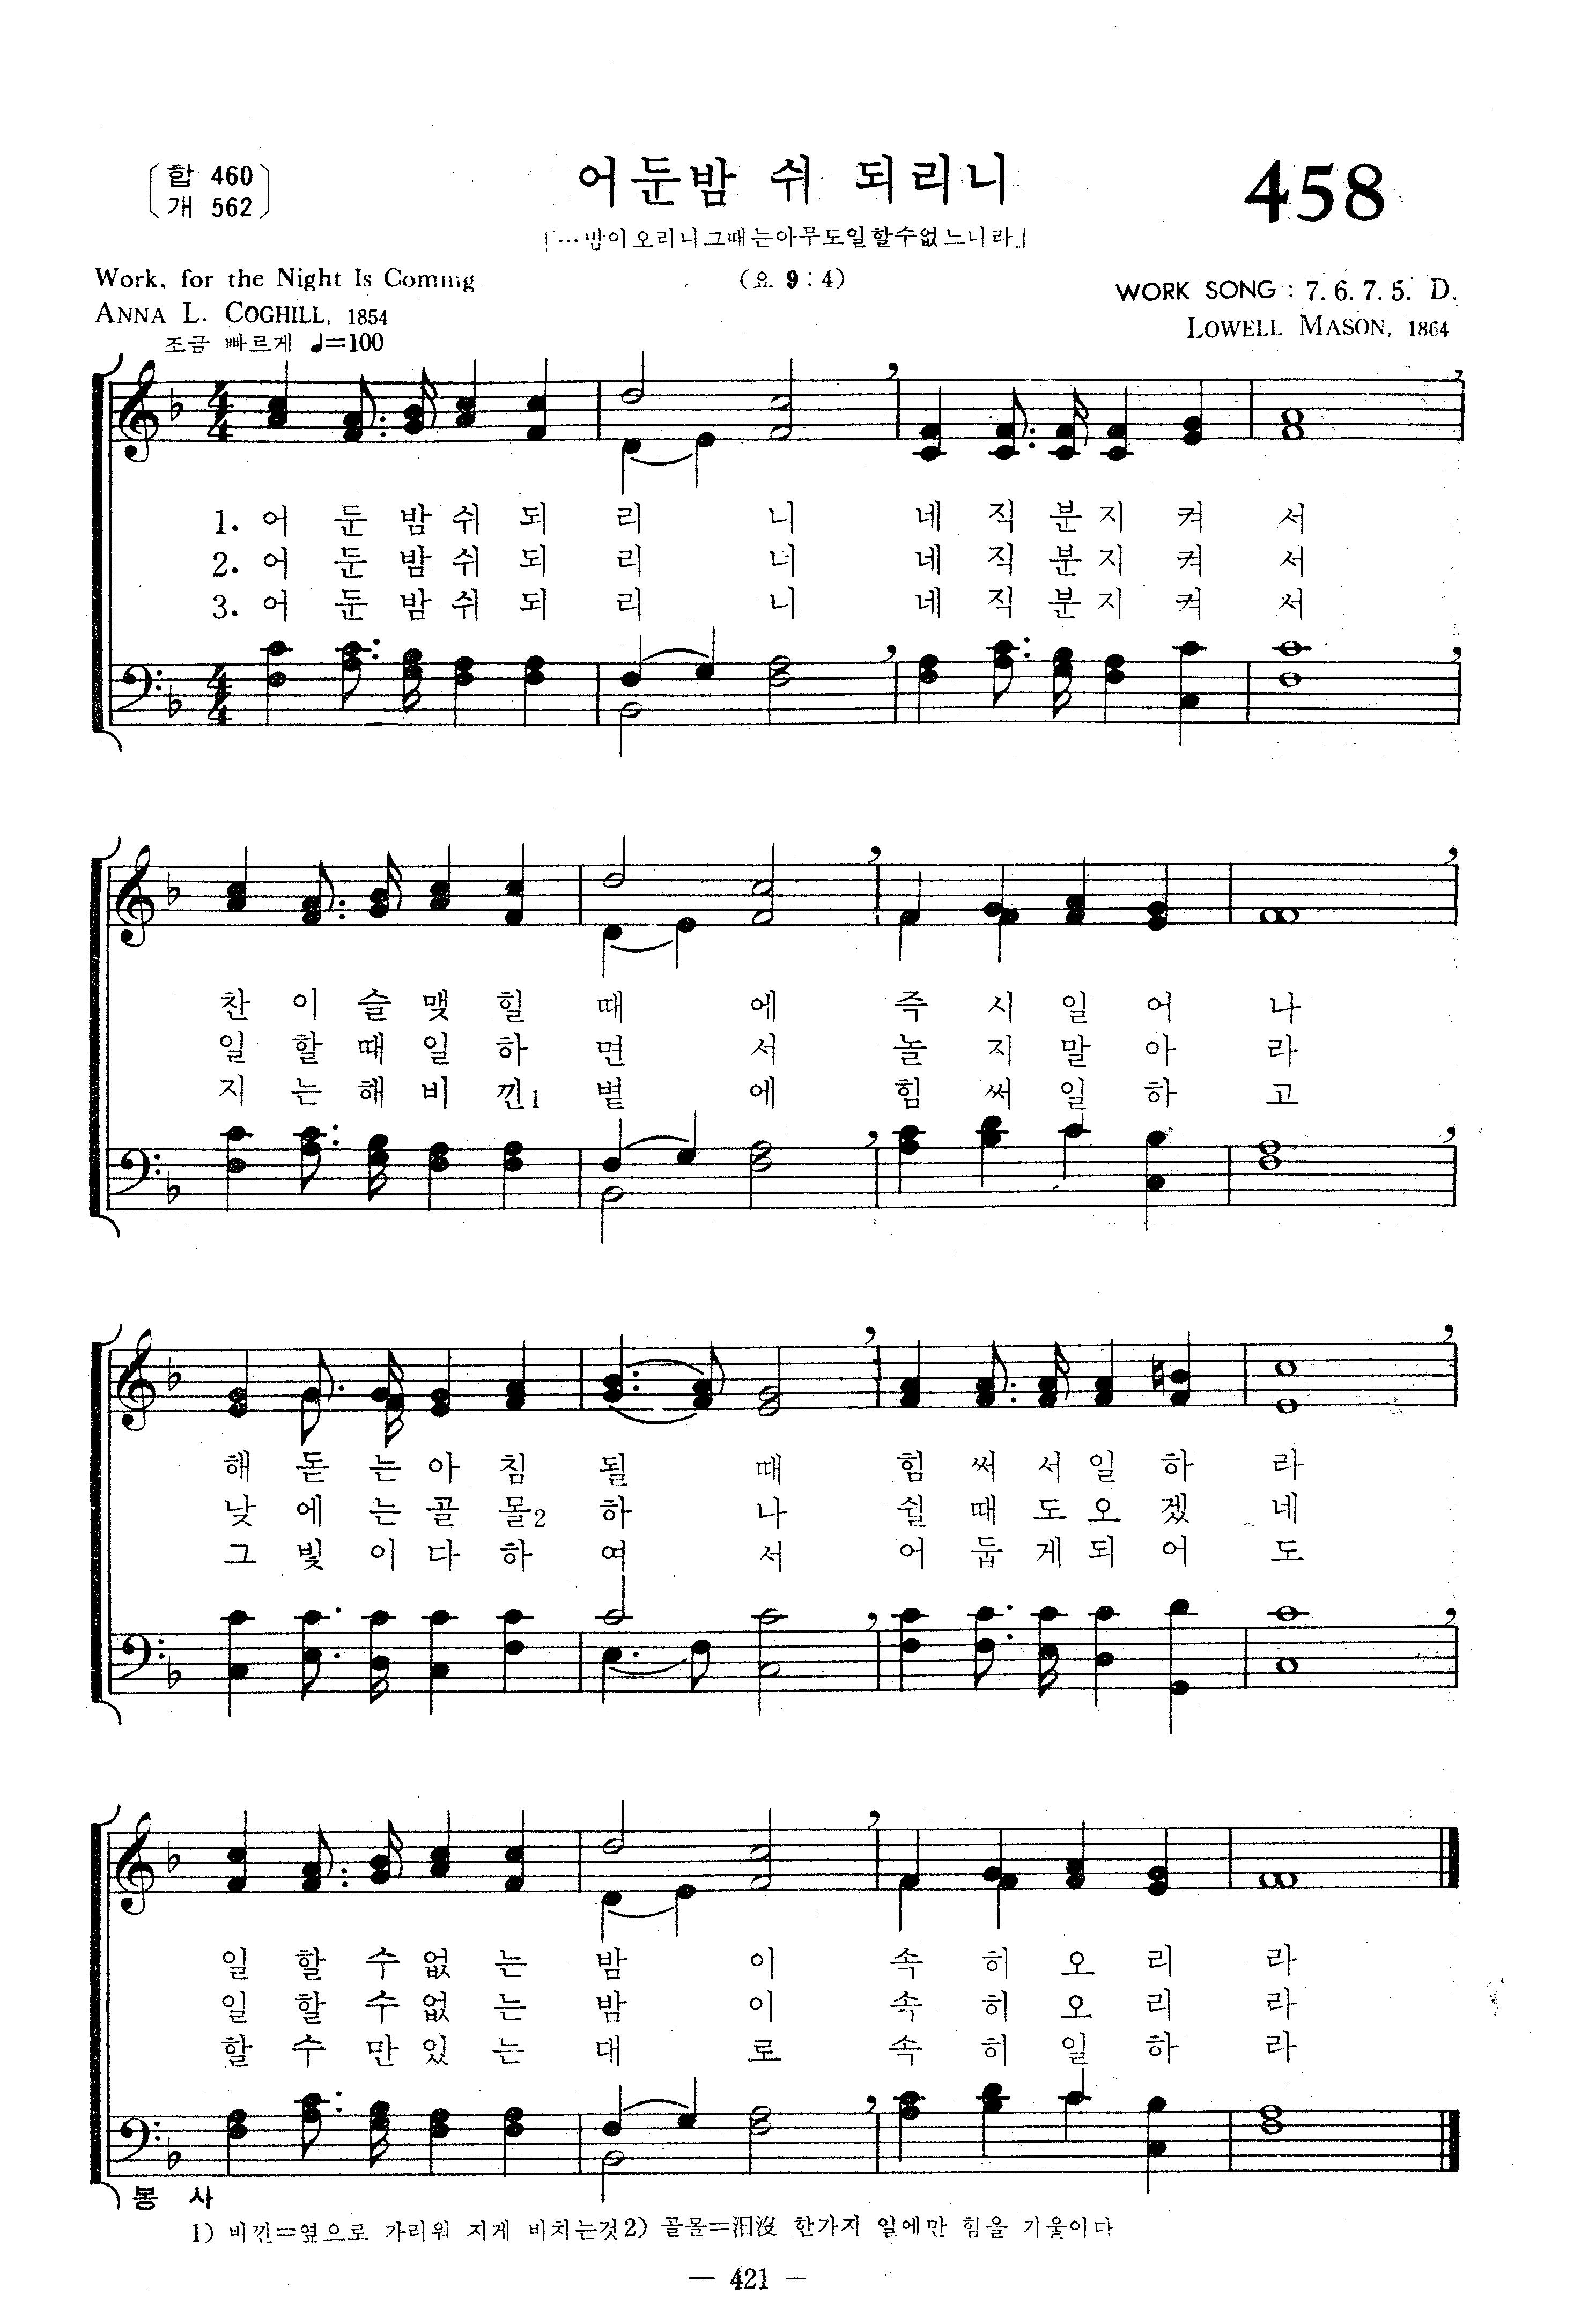 합 460
개 562
어둔밤 쉬 되리니
458
「…밤이오리니그때는아무도일할수없느니라」
(요. 9 : 4)
Work, for the Night Is Coming
ANNA L. COGHILL, 1854
WORK SONG : 7. 6. 7. 5. D.
LOWELL MASON, 1864
조금 빠르게 ♩=100
4/4
1. 어 둔 밤 쉬 되 리 니 네 직 분 지 켜 서
2. 어 둔 밤 쉬 되 리 니 네 직 분 지 켜 서
3. 어 둔 밤 쉬 되 리 니 네 직 분 지 켜 서
4/4
찬 이 슬 맺 힐 때 에 즉 시 일 어 나
일 할 때 일 하 면 서 놀 지 말 아 라
지 는 해 비 낀1 볕 에 힘 써 일 하 고
해 돋 는 아 침 될 때 힘 써 서 일 하 라
낮 에 는 골 몰2 하 나 쉴 때 도 오 겠 네
그 빛 이 다 하 여 서 어 둡 게 되 어 도
일 할 수 없 는 밤 이 속 히 오 리 라
일 할 수 없 는 밤 이 속 히 오 리 라
할 수 만 있 는 대 로 속 히 일 하 라
봉 사
1) 비낀=옆으로 가리워 지게 비치는것 2) 골몰=汨沒 한가지 일에만 힘을 기울이다
— 421 —